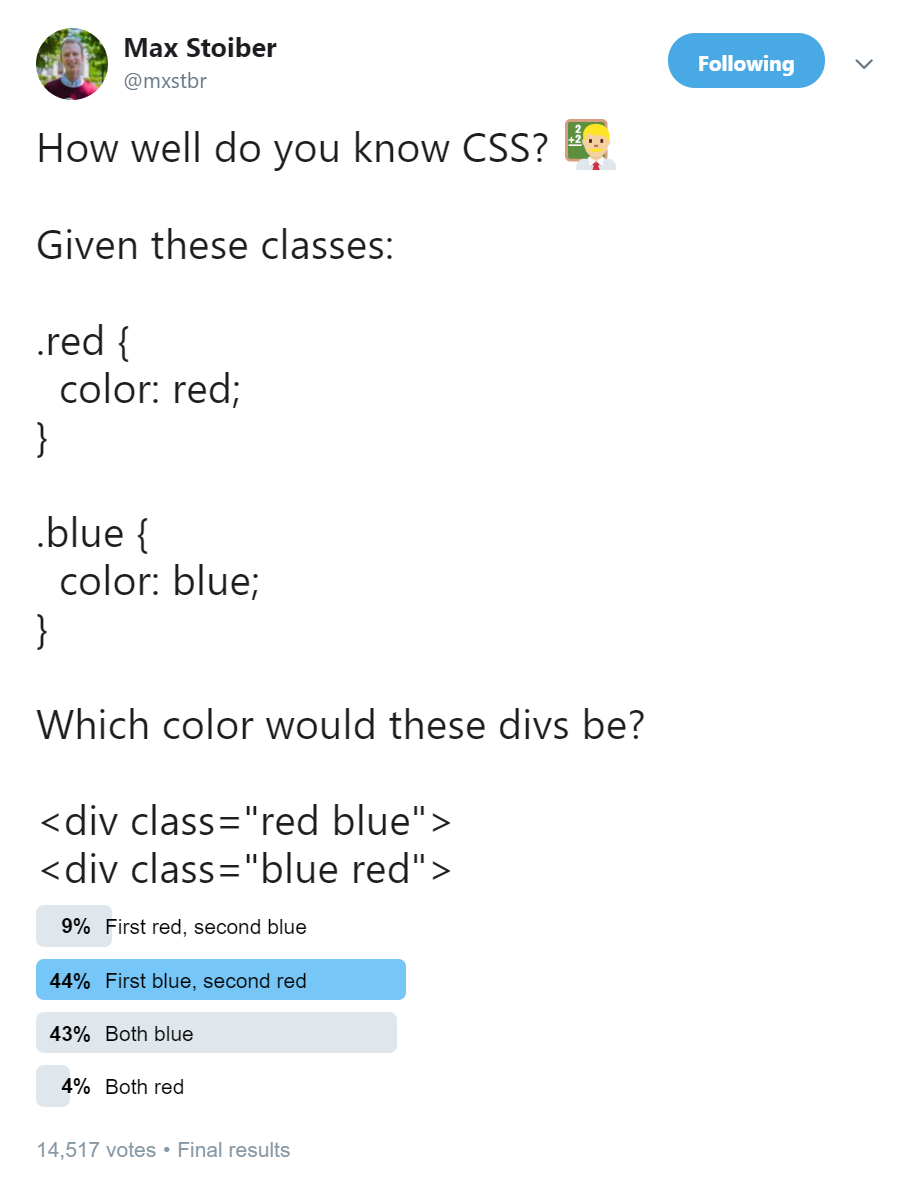 Max Stoiber
@mxstbr
Following
How well do you know CSS?
Given these classes:
.red {
color: red;
}
.blue {
color: blue;
}
Which color would these divs be?
<div class="red blue">
<div class="blue red">
9% First red, second blue
44% First blue, second red
43% Both blue
4% Both red
14,517 votes • Final results